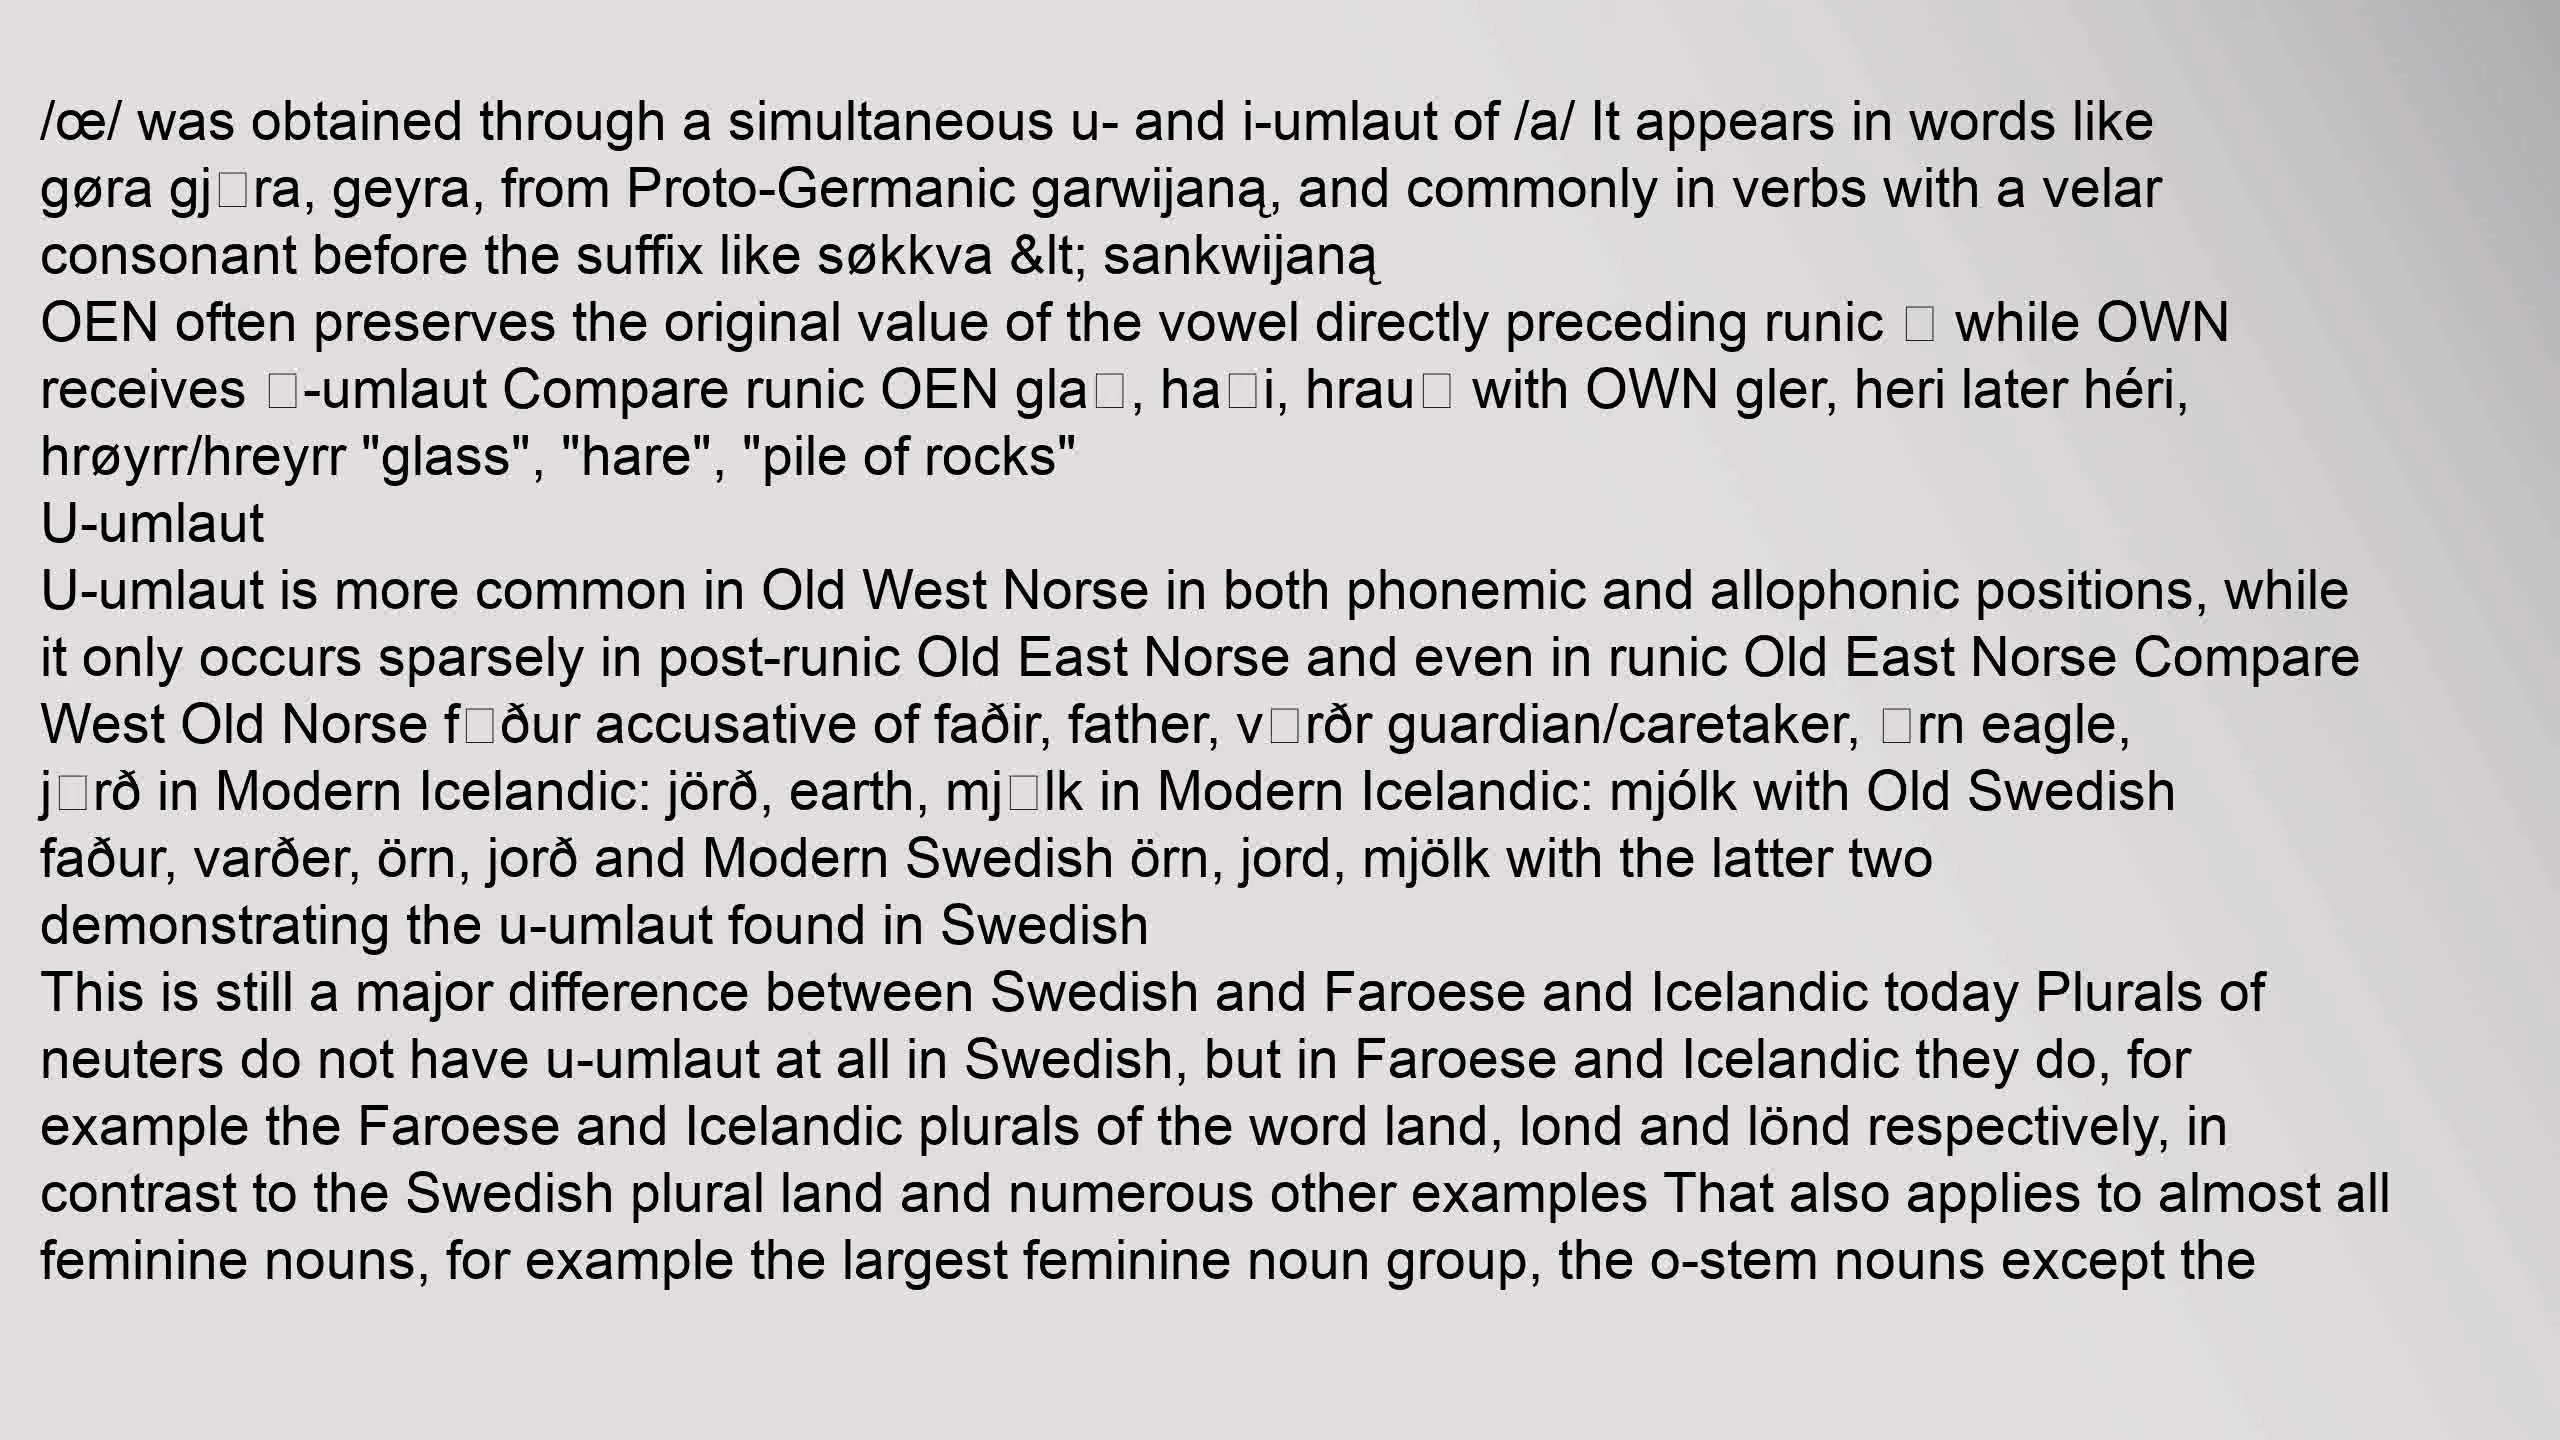 /œ/ was obtained through a simultaneous u- and i-umlaut of /a/ It appears in words like
gøra gj□ra, geyra, from Proto-Germanic garwijaną, and commonly in verbs with a velar
consonant before the suffix like søkkva &lt; sankwijaną
OEN often preserves the original value of the vowel directly preceding runic □ while OWN
receives □-umlaut Compare runic OEN gla□, ha□i, hrau□ with OWN gler, heri later héri,
hrøyrr/hreyrr "glass", "hare", "pile of rocks"
U-umlaut
U-umlaut is more common in Old West Norse in both phonemic and allophonic positions, while
it only occurs sparsely in post-runic Old East Norse and even in runic Old East Norse Compare
West Old Norse f□ður accusative of faðir, father, v□rðr guardian/caretaker, □rn eagle,
j□rð in Modern Icelandic: jörð, earth, mj□lk in Modern Icelandic: mjólk with Old Swedish
faður, varðer, örn, jorð and Modern Swedish örn, jord, mjölk with the latter two
demonstrating the u-umlaut found in Swedish
This is still a major difference between Swedish and Faroese and Icelandic today Plurals of
neuters do not have u-umlaut at all in Swedish, but in Faroese and Icelandic they do, for
example the Faroese and Icelandic plurals of the word land, lond and lönd respectively, in
contrast to the Swedish plural land and numerous other examples That also applies to almost all
feminine nouns, for example the largest feminine noun group, the o-stem nouns except the